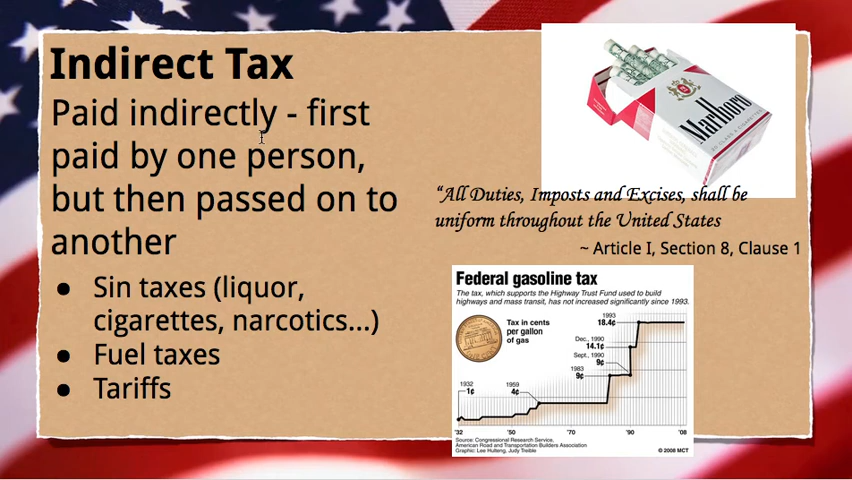 Indirect Tax
Paid indirectly - first
paid by one person,
but then passed on to
another
● Sin taxes (liquor,
cigarettes, narcotics...)
● Fuel taxes
● Tariffs
Marlboro
“All Duties, Imposts and Excises, shall be
uniform throughout the United States
~ Article I, Section 8, Clause 1
Federal gasoline tax
The tax, which supports the Highway Trust Fund used to build
highways and mass transit, has not increased significantly since 1993.
Tax in cents
per gallon
of gas
1993
18.4¢
Dec., 1990
14.1¢
Sept., 1990
9¢
1983
9¢
1959
4¢
1932
1¢
'32 '50 '70 '90 '08
Source: Congressional Research Service,
American Road and Transportation Builders Association
Graphic: Lee Hulteng, Judy Treible
© 2008 MCT